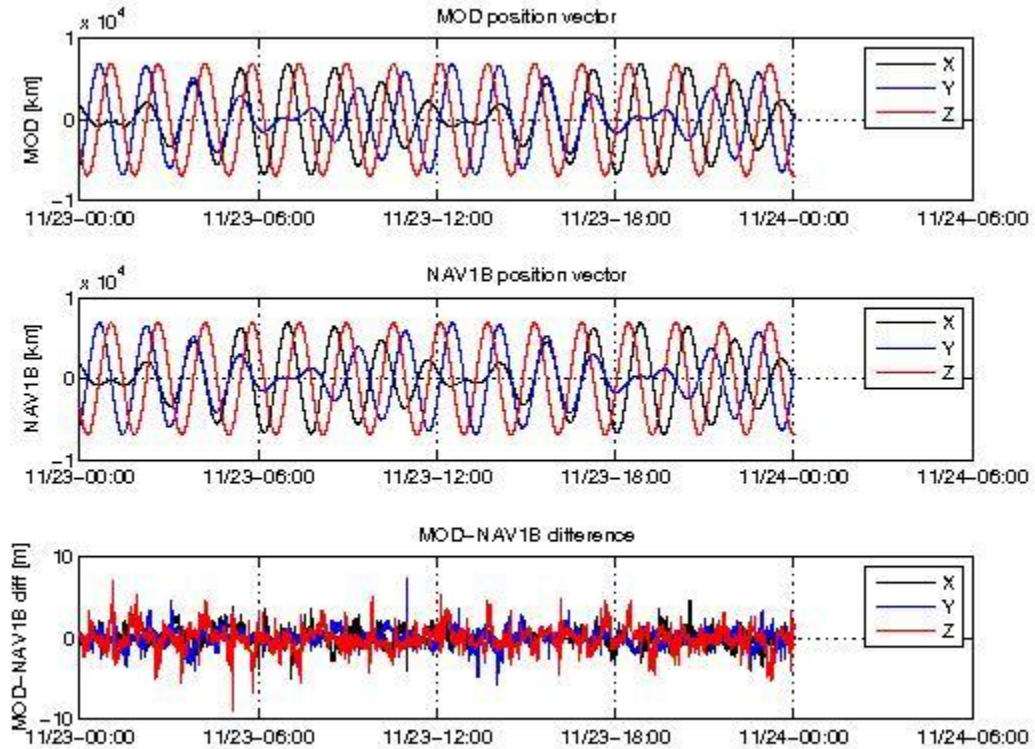 MOD position vector
x 10^4
1
0
-1
MOD [km]
X
Y
Z
11/23-00:00 11/23-06:00 11/23-12:00 11/23-18:00 11/24-00:00 11/24-06:00
NAV1B position vector
x 10^4
1
0
-1
NAV1B [km]
X
Y
Z
11/23-00:00 11/23-06:00 11/23-12:00 11/23-18:00 11/24-00:00 11/24-06:00
MOD-NAV1B difference
10
0
-10
MOD-NAV1B diff [m]
X
Y
Z
11/23-00:00 11/23-06:00 11/23-12:00 11/23-18:00 11/24-00:00 11/24-06:00